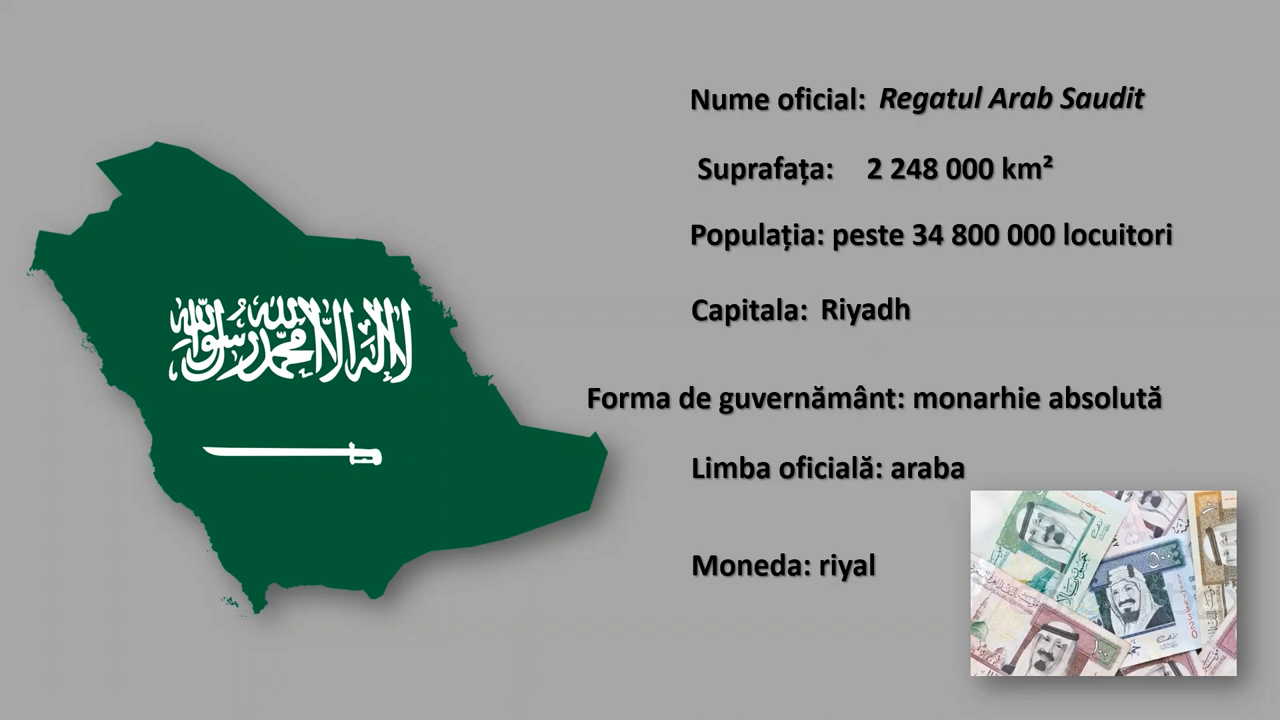 Nume oficial: Regatul Arab Saudit
Suprafața: 2 248 000 km²
Populația: peste 34 800 000 locuitori
Capitala: Riyadh
لا إله إلا الله محمد رسول الله
Forma de guvernământ: monarhie absolută
Limba oficială: araba
Moneda: riyal